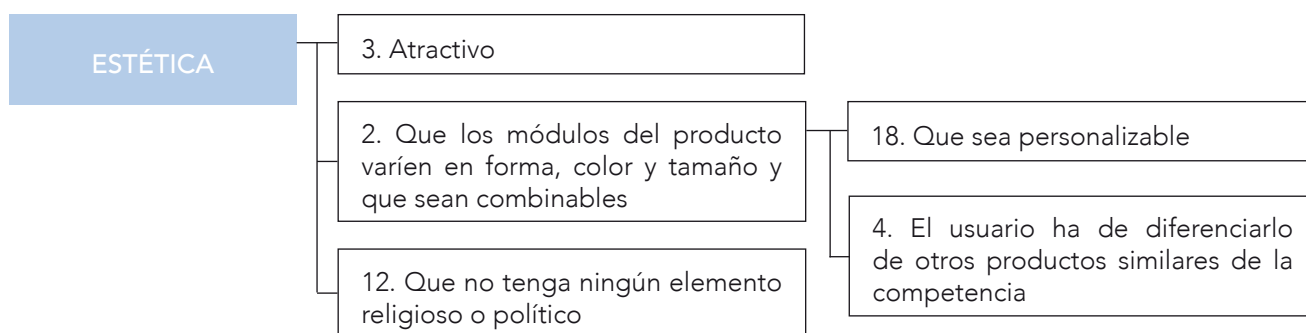 ESTÉTICA
3. Atractivo
2. Que los módulos del producto
varíen en forma, color y tamaño y
que sean combinables
12. Que no tenga ningún elemento
religioso o político
18. Que sea personalizable
4. El usuario ha de diferenciarlo
de otros productos similares de la
competencia